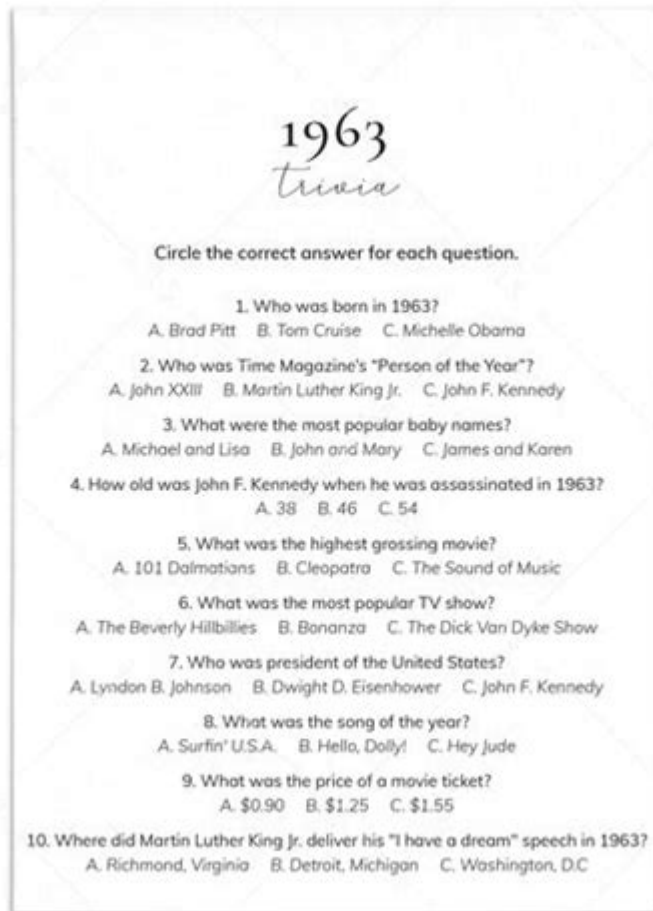 1963
trivia
Circle the correct answer for each question.
1. Who was born in 1963?
A. Brad Pitt B. Tom Cruise C. Michelle Obama
2. Who was Time Magazine's "Person of the Year"?
A. John XXIII B. Martin Luther King Jr. C. John F. Kennedy
3. What were the most popular baby names?
A. Michael and Lisa B. John and Mary C. James and Karen
4. How old was John F. Kennedy when he was assassinated in 1963?
A. 38 B. 46 C. 54
5. What was the highest grossing movie?
A. 101 Dalmatians B. Cleopatra C. The Sound of Music
6. What was the most popular TV show?
A. The Beverly Hillbillies B. Bonanza C. The Dick Van Dyke Show
7. Who was president of the United States?
A. Lyndon B. Johnson B. Dwight D. Eisenhower C. John F. Kennedy
8. What was the song of the year?
A. Surfin' U.S.A. B. Hello, Dolly! C. Hey Jude
9. What was the price of a movie ticket?
A. $0.90 B. $1.25 C. $1.55
10. Where did Martin Luther King Jr. deliver his "I have a dream" speech in 1963?
A. Richmond, Virginia B. Detroit, Michigan C. Washington, D.C